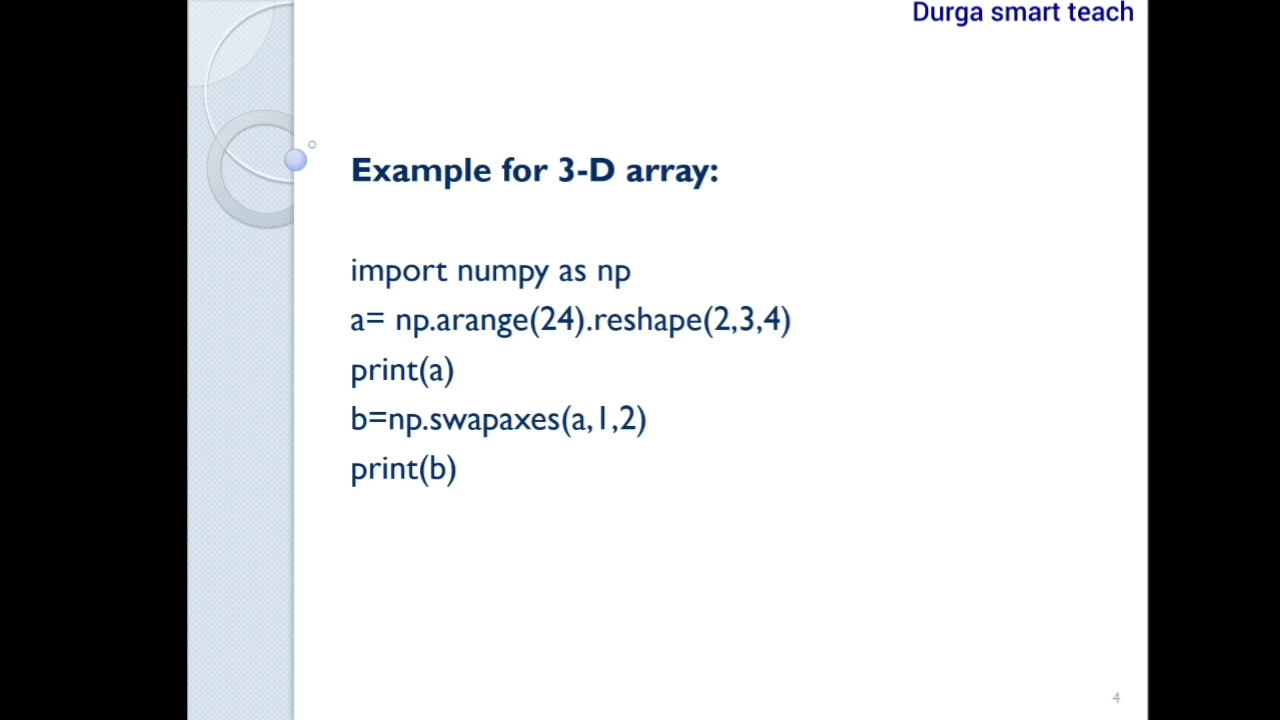 Durga smart teach
Example for 3-D array:
import numpy as np
a= np.arange(24).reshape(2,3,4)
print(a)
b=np.swapaxes(a,1,2)
print(b)
4